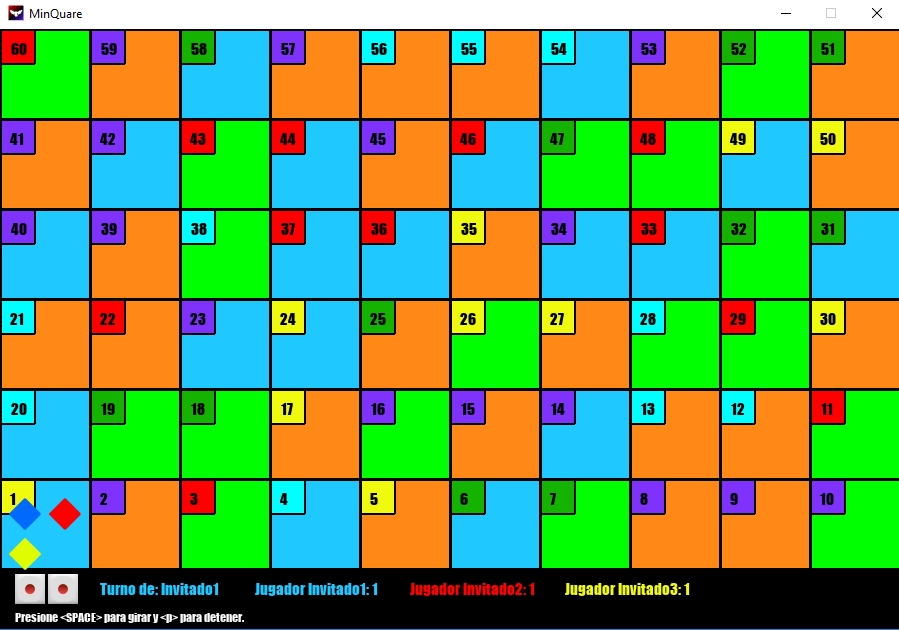 MinQuare
60 59 58 57 56 55 54 53 52 51
41 42 43 44 45 46 47 48 49 50
40 39 38 37 36 35 34 33 32 31
21 22 23 24 25 26 27 28 29 30
20 19 18 17 16 15 14 13 12 11
1 2 3 4 5 6 7 8 9 10
Turno de: Invitado1 Jugador Invitado1: 1 Jugador Invitado2: 1 Jugador Invitado3: 1
Presione <SPACE> para girar y <p> para detener.